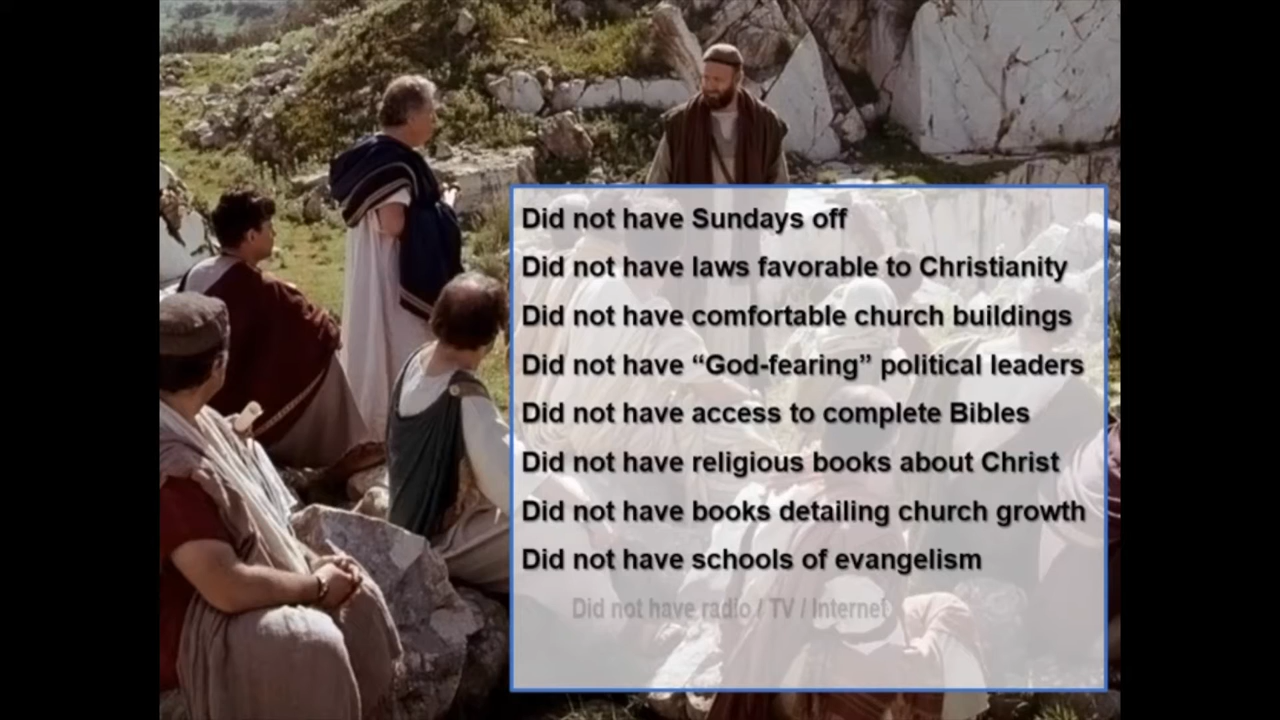 Did not have Sundays off
Did not have laws favorable to Christianity
Did not have comfortable church buildings
Did not have “God-fearing” political leaders
Did not have access to complete Bibles
Did not have religious books about Christ
Did not have books detailing church growth
Did not have schools of evangelism
Did not have radio / TV / Internet